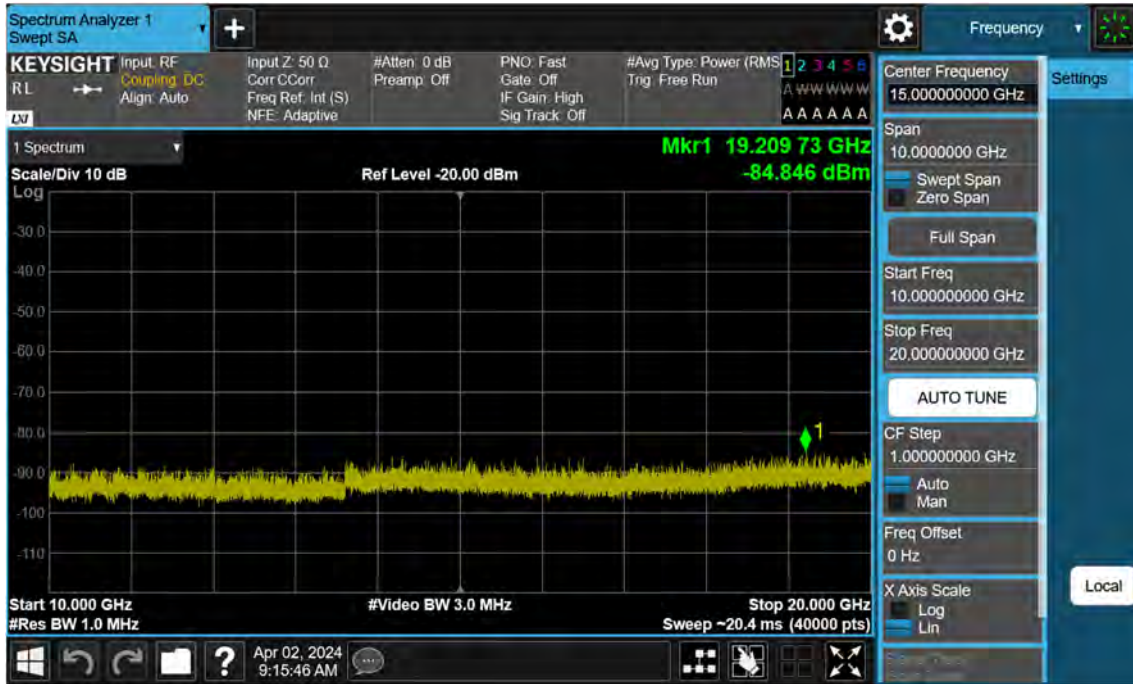 Spectrum Analyzer 1
Swept SA
Frequency
KEYSIGHT
RL
LXI
Input: RF
Coupling: DC
Align: Auto
Input Z: 50 Ω
Corr CCorr
Freq Ref: Int (S)
NFE: Adaptive
#Atten: 0 dB
Preamp: Off
PNO: Fast
Gate: Off
IF Gain: High
Sig Track: Off
#Avg Type: Power (RMS
Trig: Free Run
1 2 3 4 5 6
A W W W W W
A A A A A A
1 Spectrum
Scale/Div 10 dB
Ref Level -20.00 dBm
Mkr1 19.209 73 GHz
-84.846 dBm
Log
-30.0
-40.0
-50.0
-60.0
-70.0
-80.0
-90.0
-100
-110
1
Start 10.000 GHz
#Res BW 1.0 MHz
#Video BW 3.0 MHz
Stop 20.000 GHz
Sweep ~20.4 ms (40000 pts)
Apr 02, 2024
9:15:46 AM
?
Center Frequency
15.000000000 GHz
Span
10.0000000 GHz
Swept Span
Zero Span
Full Span
Start Freq
10.000000000 GHz
Stop Freq
20.000000000 GHz
AUTO TUNE
CF Step
1.000000000 GHz
Auto
Man
Freq Offset
0 Hz
X Axis Scale
Log
Lin
Settings
Local